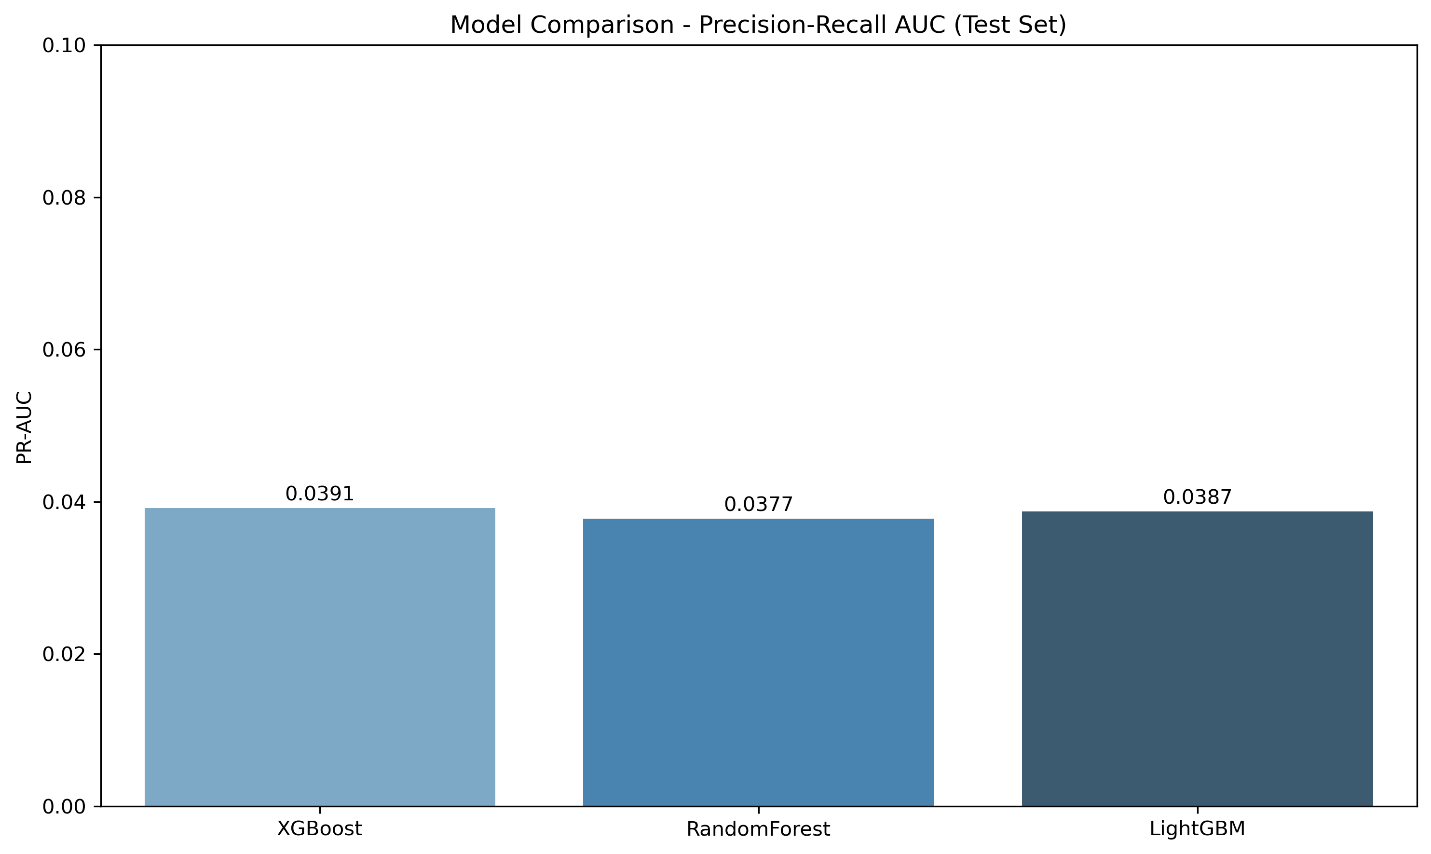 Model Comparison - Precision-Recall AUC (Test Set)
0.10
0.08
0.06
0.04
0.02
0.00
PR-AUC
0.0391
0.0377
0.0387
XGBoost
RandomForest
LightGBM